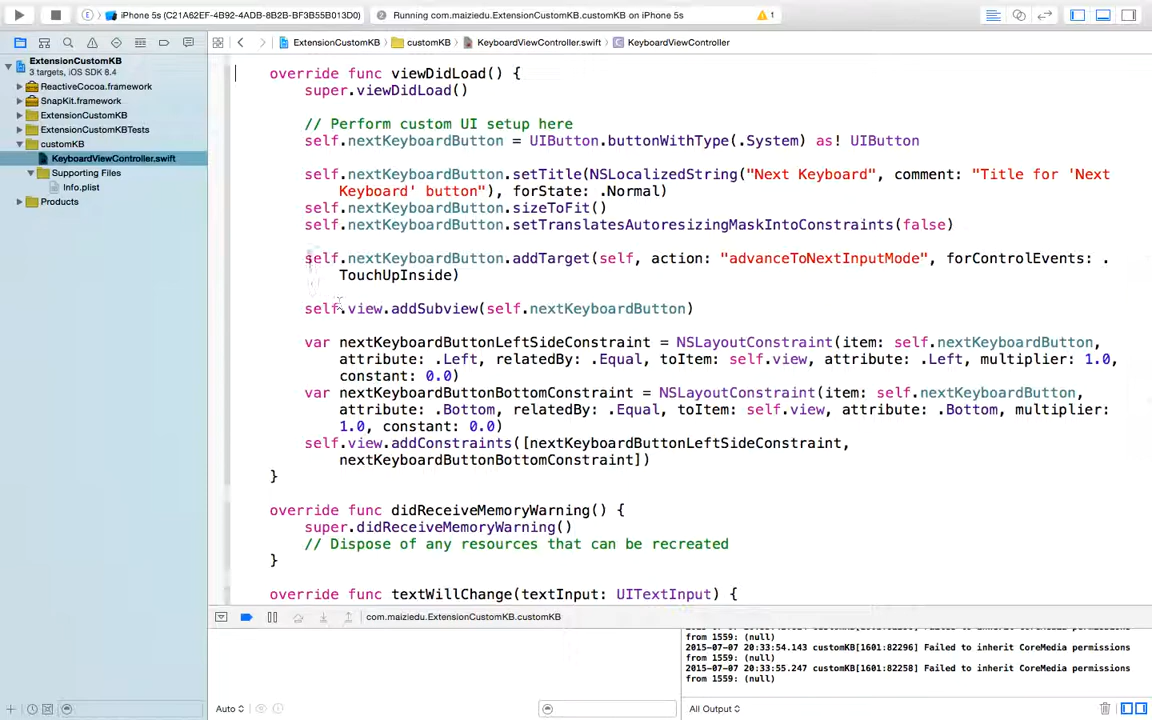 iPhone 5s (C21A62EF-4B92-4ADB-8B2B-BF3B55B013D0)
Running com.maiziedu.ExtensionCustomKB.customKB on iPhone 5s
1
ExtensionCustomKB
customKB
KeyboardViewController.swift
KeyboardViewController
ExtensionCustomKB
3 targets, iOS SDK 8.4
ReactiveCocoa.framework
SnapKit.framework
ExtensionCustomKB
ExtensionCustomKBTests
customKB
KeyboardViewController.swift
Supporting Files
Info.plist
Products
override func viewDidLoad() {
super.viewDidLoad()
// Perform custom UI setup here
self.nextKeyboardButton = UIButton.buttonWithType(.System) as! UIButton
self.nextKeyboardButton.setTitle(NSLocalizedString("Next Keyboard", comment: "Title for 'Next
Keyboard' button"), forState: .Normal)
self.nextKeyboardButton.sizeToFit()
self.nextKeyboardButton.setTranslatesAutoresizingMaskIntoConstraints(false)
self.nextKeyboardButton.addTarget(self, action: "advanceToNextInputMode", forControlEvents: .
TouchUpInside)
self.view.addSubview(self.nextKeyboardButton)
var nextKeyboardButtonLeftSideConstraint = NSLayoutConstraint(item: self.nextKeyboardButton,
attribute: .Left, relatedBy: .Equal, toItem: self.view, attribute: .Left, multiplier: 1.0,
constant: 0.0)
var nextKeyboardButtonBottomConstraint = NSLayoutConstraint(item: self.nextKeyboardButton,
attribute: .Bottom, relatedBy: .Equal, toItem: self.view, attribute: .Bottom, multiplier:
1.0, constant: 0.0)
self.view.addConstraints([nextKeyboardButtonLeftSideConstraint,
nextKeyboardButtonBottomConstraint])
}
override func didReceiveMemoryWarning() {
super.didReceiveMemoryWarning()
// Dispose of any resources that can be recreated
}
override func textWillChange(textInput: UITextInput) {
com.maiziedu.ExtensionCustomKB.customKB
from 1559: (null)
2015-07-07 20:33:54.143 customKB[1601:82296] Failed to inherit CoreMedia permissions
from 1559: (null)
2015-07-07 20:33:55.247 customKB[1601:82258] Failed to inherit CoreMedia permissions
from 1559: (null)
Auto
All Output